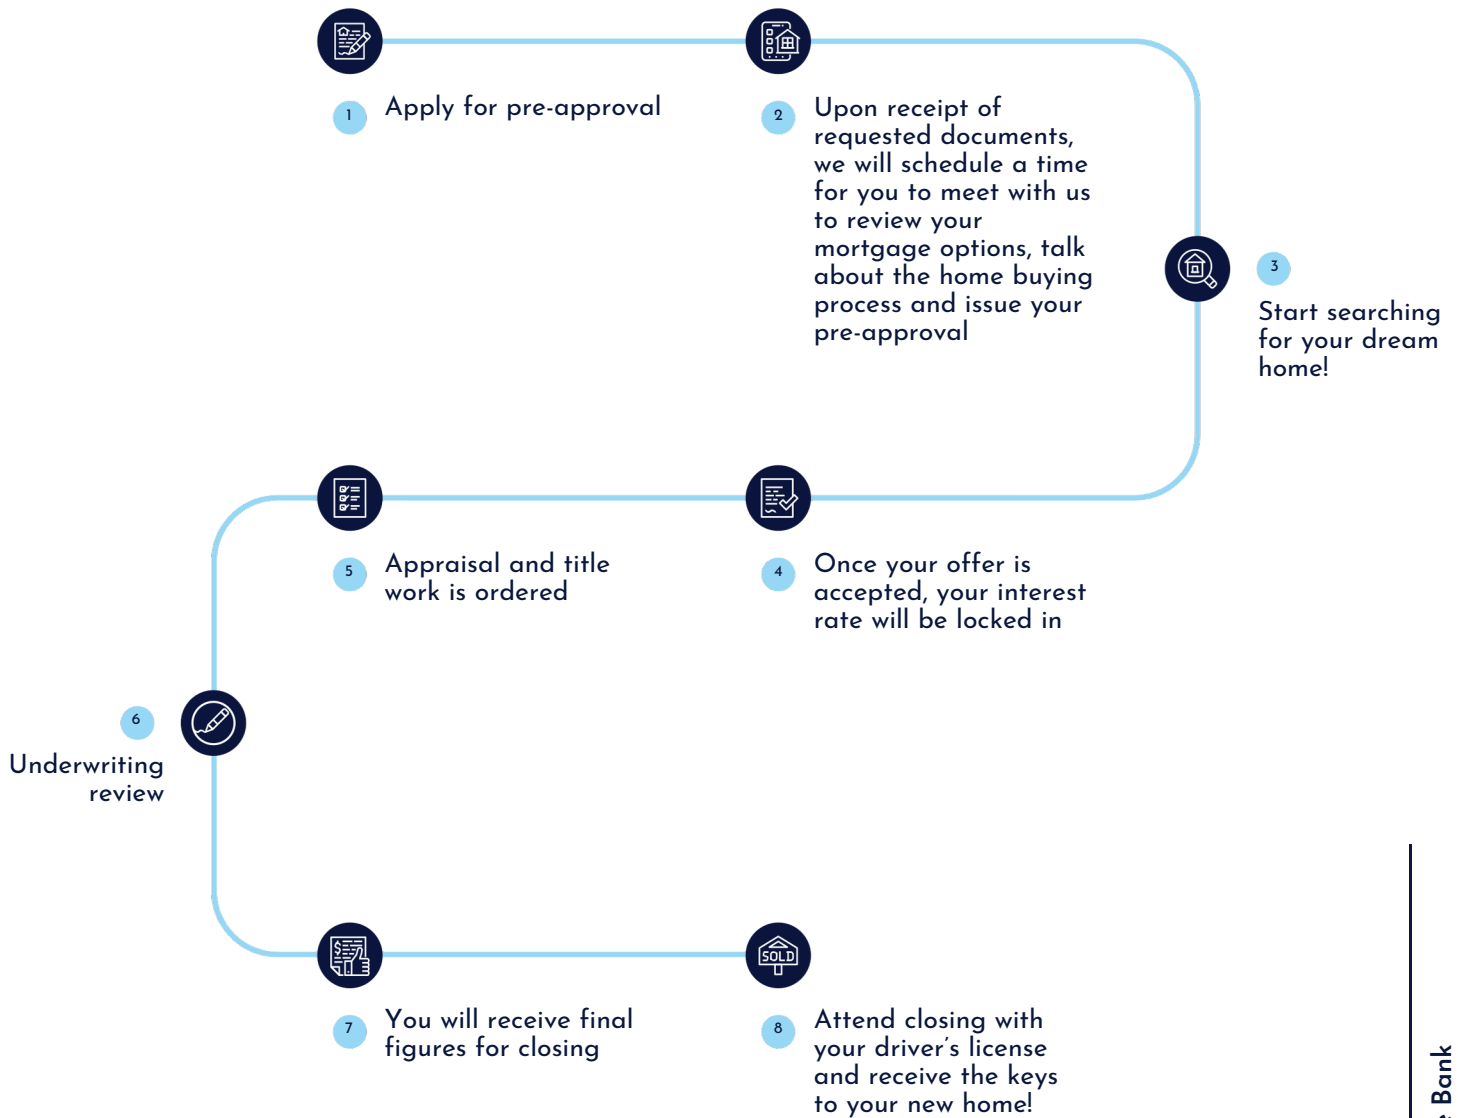 1
Apply for pre-approval
2
Upon receipt of
requested documents,
we will schedule a time
for you to meet with us
to review your
mortgage options, talk
about the home buying
process and issue your
pre-approval
3
Start searching
for your dream
home!
4
Once your offer is
accepted, your interest
rate will be locked in
5
Appraisal and title
work is ordered
6
Underwriting
review
7
You will receive final
figures for closing
SOLD
8
Attend closing with
your driver's license
and receive the keys
to your new home!
Bank